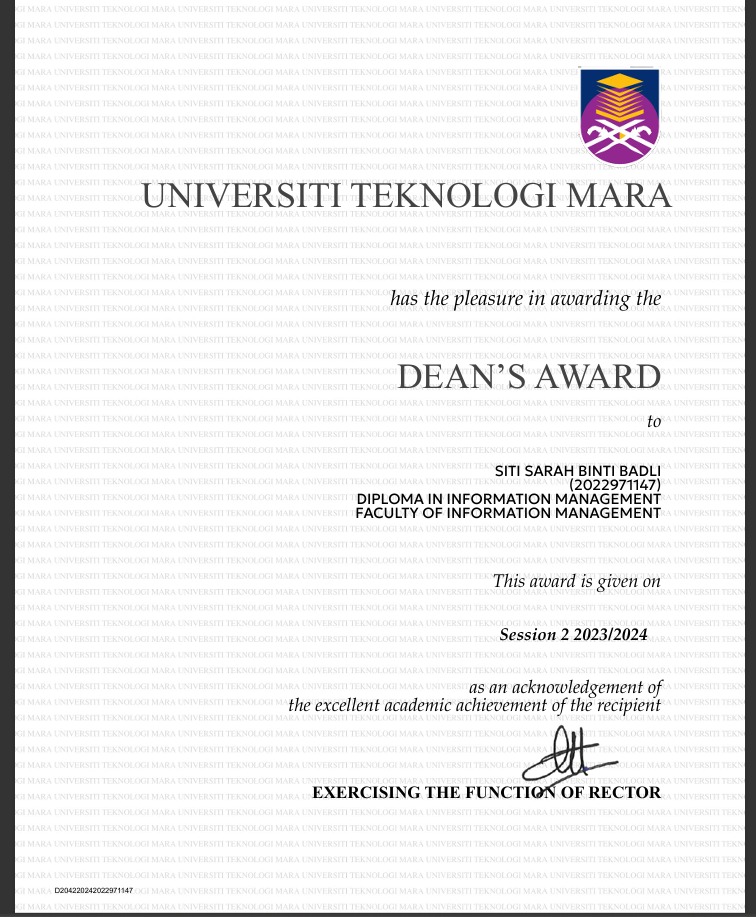 UNIVERSITI TEKNOLOGI MARA
has the pleasure in awarding the
DEAN’S AWARD
to
SITI SARAH BINTI BADLI
(2022971147)
DIPLOMA IN INFORMATION MANAGEMENT
FACULTY OF INFORMATION MANAGEMENT
This award is given on
Session 2 2023/2024
as an acknowledgement of
the excellent academic achievement of the recipient
EXERCISING THE FUNCTION OF RECTOR
D204220242022971147